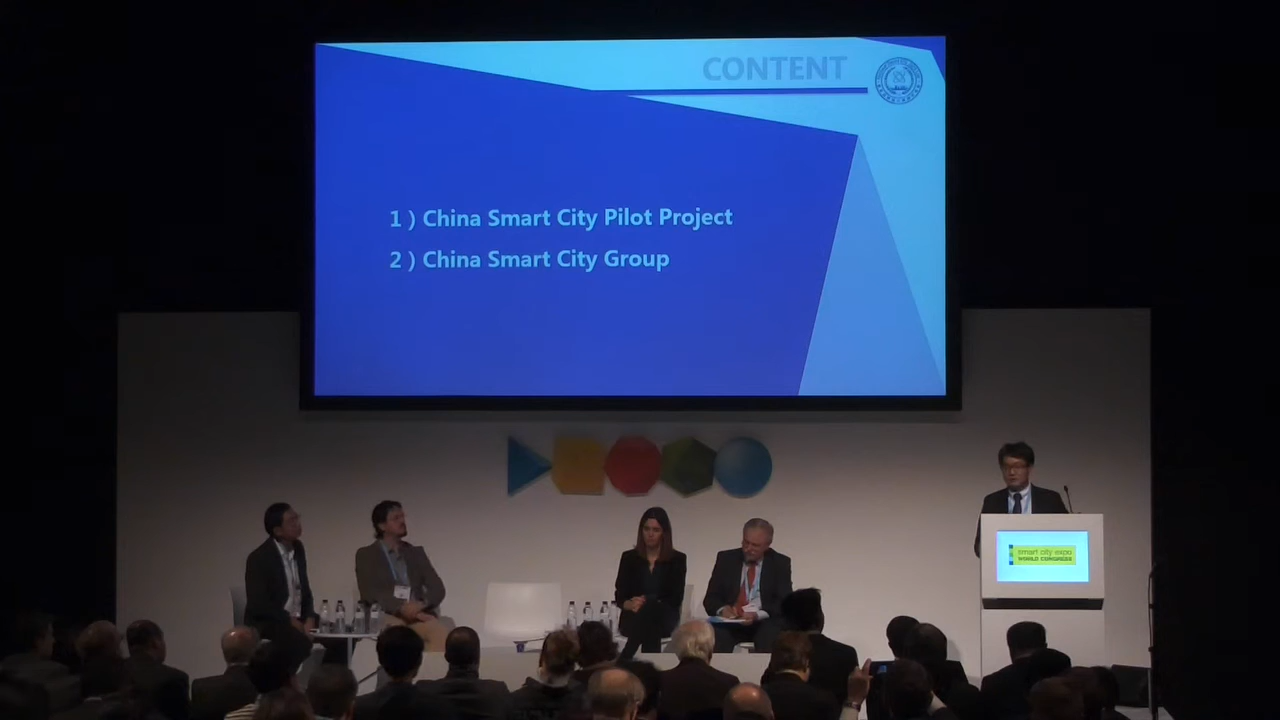 CONTENT
1 ) China Smart City Pilot Project
2 ) China Smart City Group
smart city expo
WORLD CONGRESS